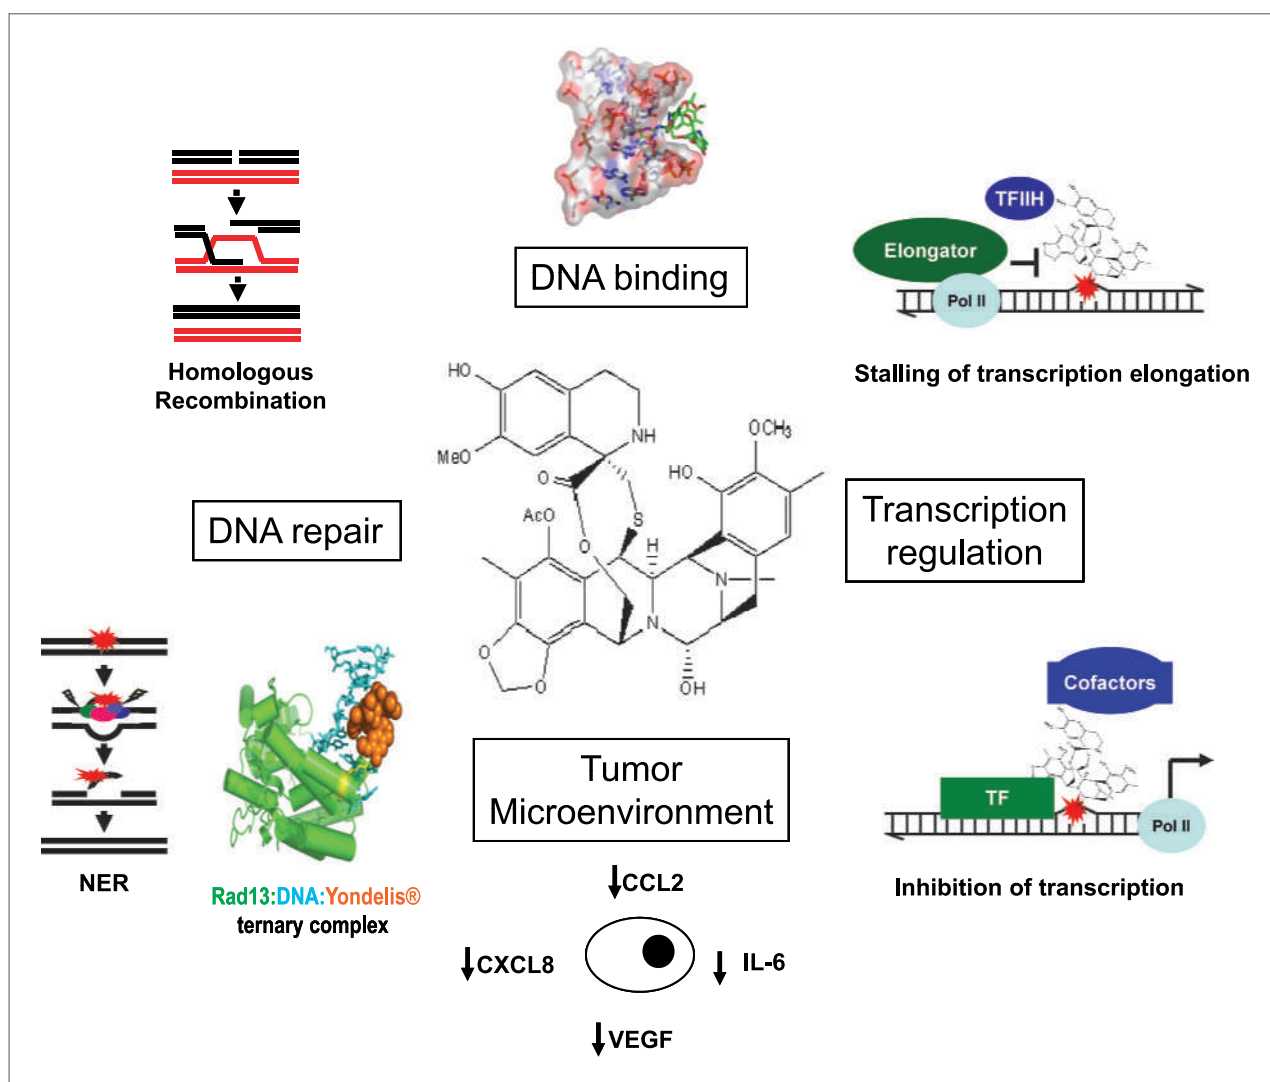 DNA binding
TFIIH
Elongator
Pol II
Stalling of transcription elongation
Homologous
Recombination
HO
NH
MeO
O
OCH3
HO
AcO
S
O
H
N
N
O
O
OH
DNA repair
Transcription
regulation
NER
Rad13:DNA:Yondelis®
ternary complex
Tumor
Microenvironment
Cofactors
TF
Pol II
Inhibition of transcription
CCL2
CXCL8
IL-6
VEGF